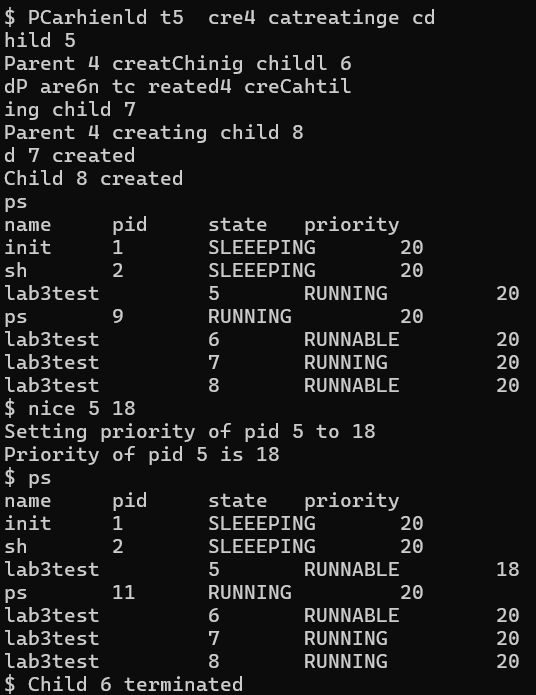 $ PCarhienld t5  cre4 catreatinge cd
hild 5
Parent 4 creatChinig childl 6
dP are6n tc reated4 creCahtil
ing child 7
Parent 4 creating child 8
d 7 created
Child 8 created
ps
name    pid     state   priority
init    1       SLEEEPING       20
sh      2       SLEEEPING       20
lab3test        5       RUNNING         20
ps      9       RUNNING         20
lab3test        6       RUNNABLE        20
lab3test        7       RUNNING         20
lab3test        8       RUNNABLE        20
$ nice 5 18
Setting priority of pid 5 to 18
Priority of pid 5 is 18
$ ps
name    pid     state   priority
init    1       SLEEEPING       20
sh      2       SLEEEPING       20
lab3test        5       RUNNABLE        18
ps      11      RUNNING         20
lab3test        6       RUNNABLE        20
lab3test        7       RUNNING         20
lab3test        8       RUNNING         20
$ Child 6 terminated